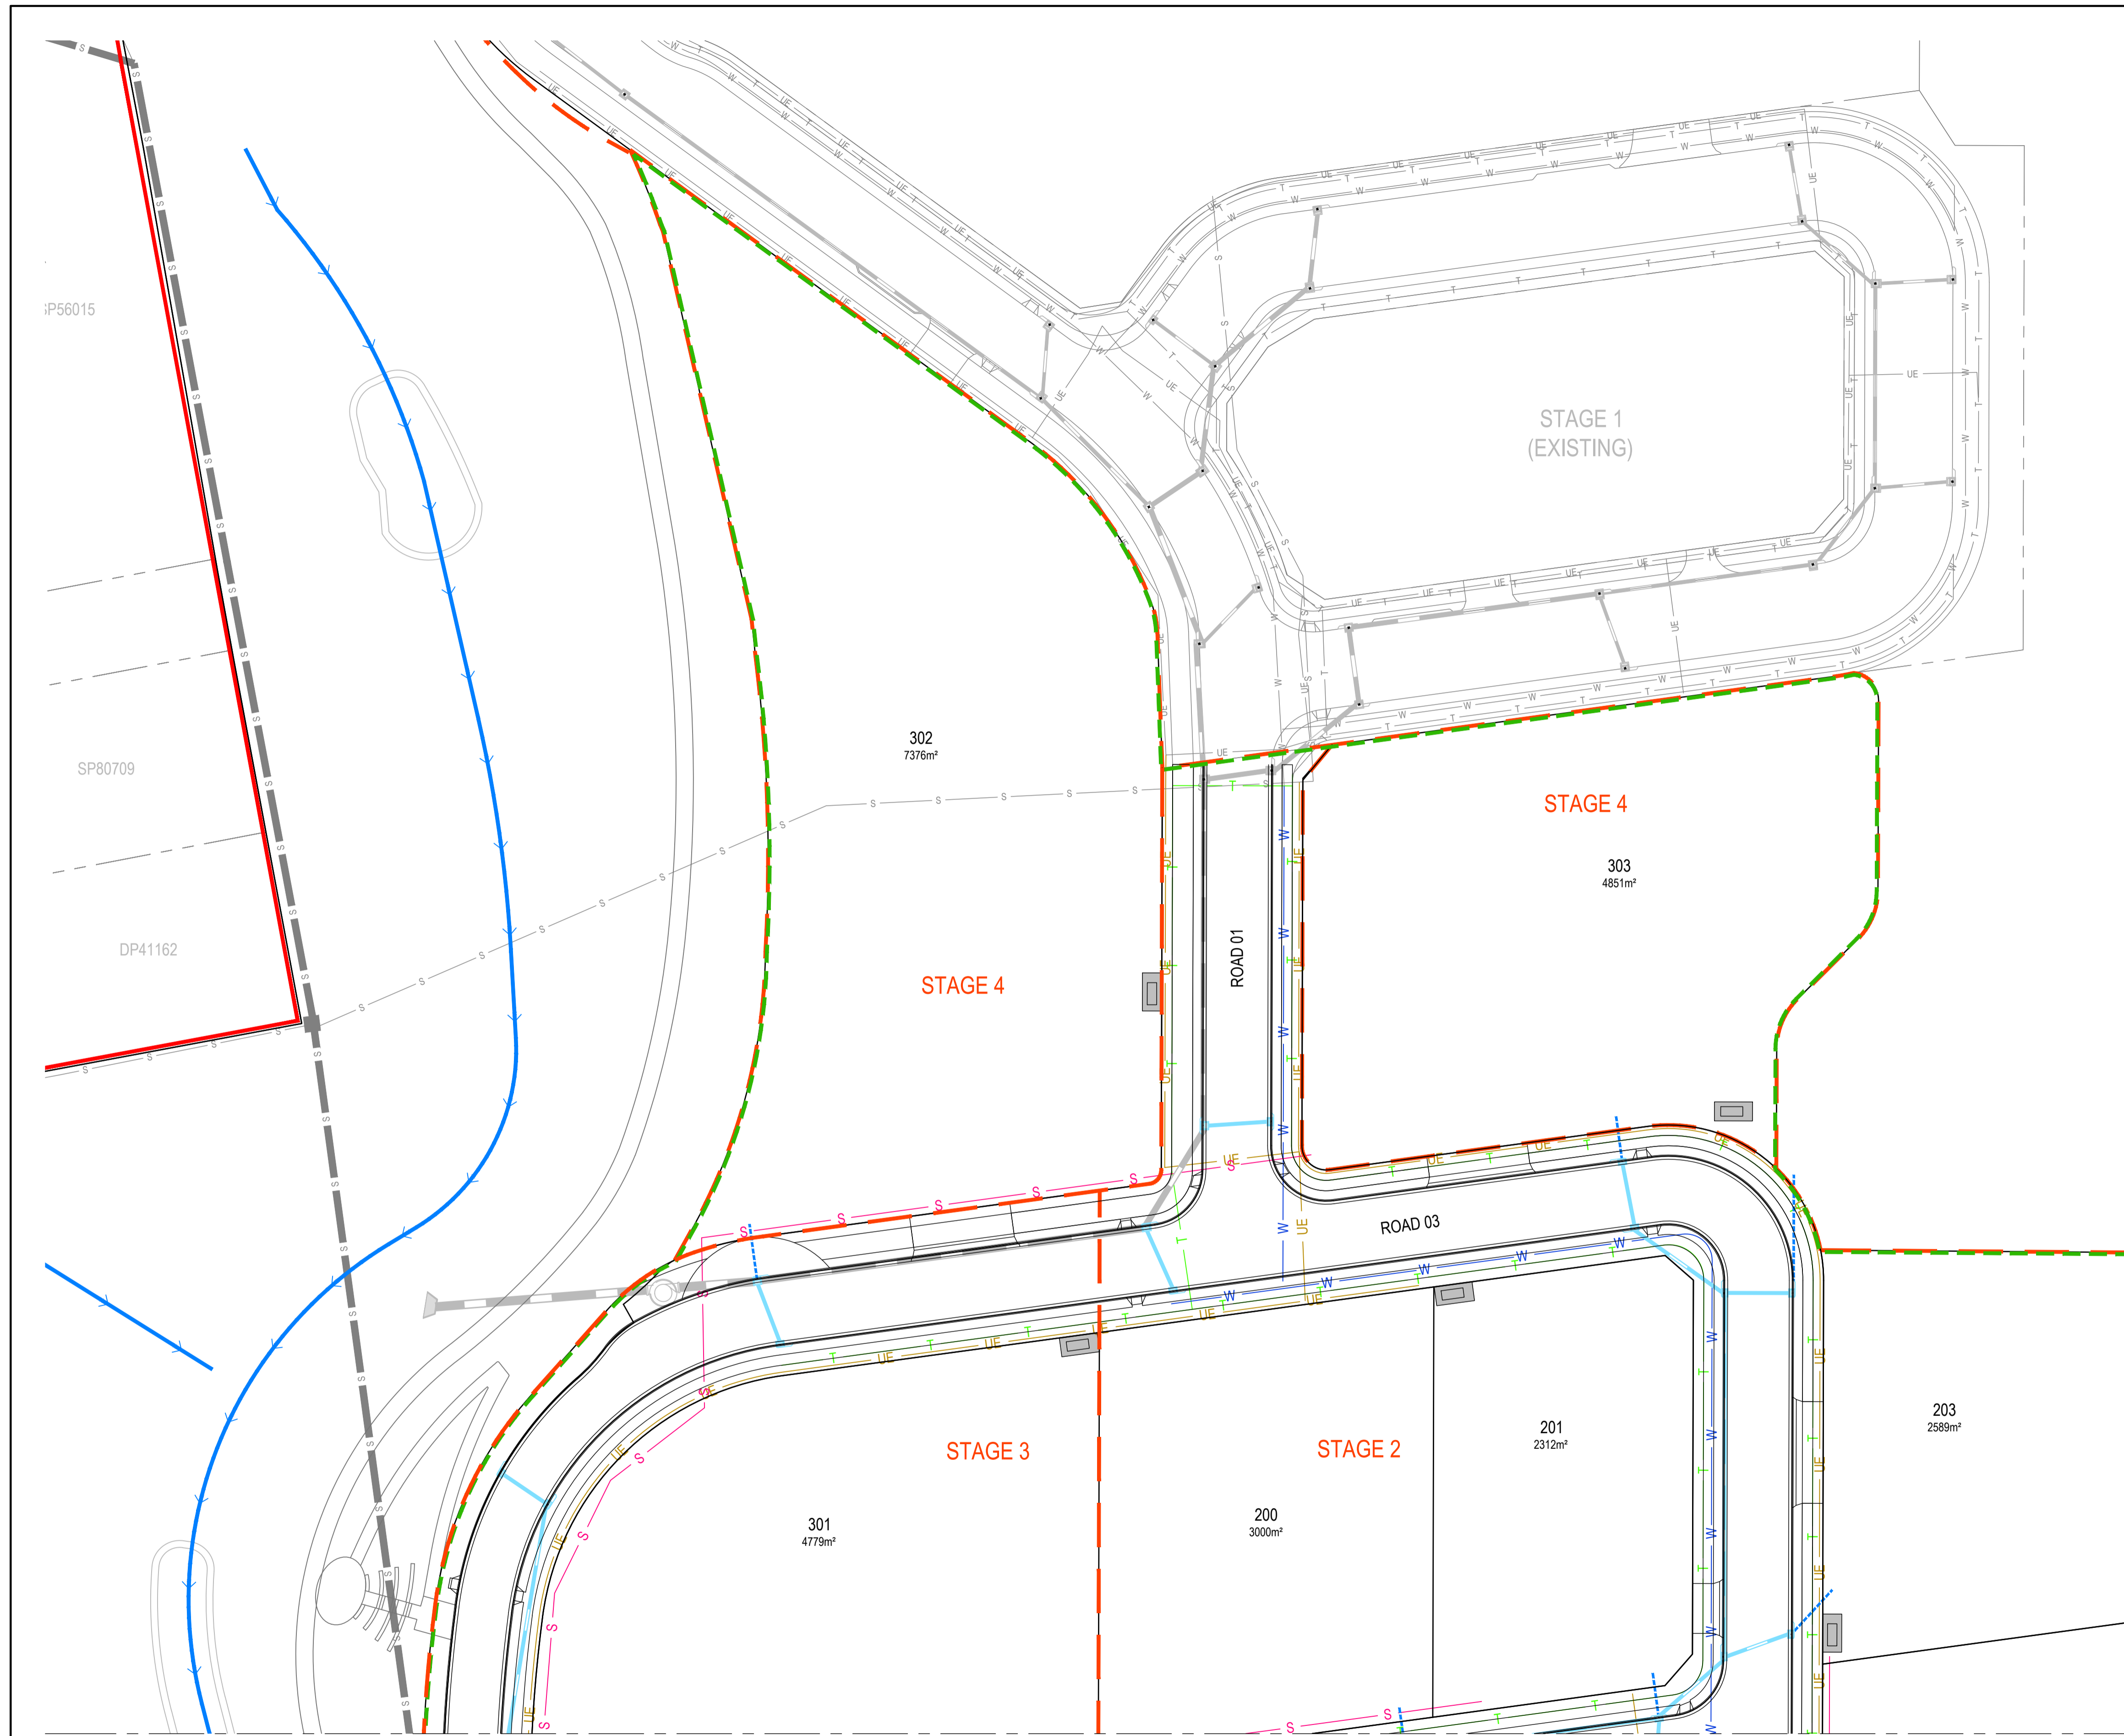 STAGE 1
(EXISTING)
SP56015
302
7376m²
SP80709
STAGE 4
303
4851m²
DP41162
ROAD 01
STAGE 4
ROAD 03
203
2589m²
201
2312m²
STAGE 3
STAGE 2
200
3000m²
301
4779m²
S
W
T
UE